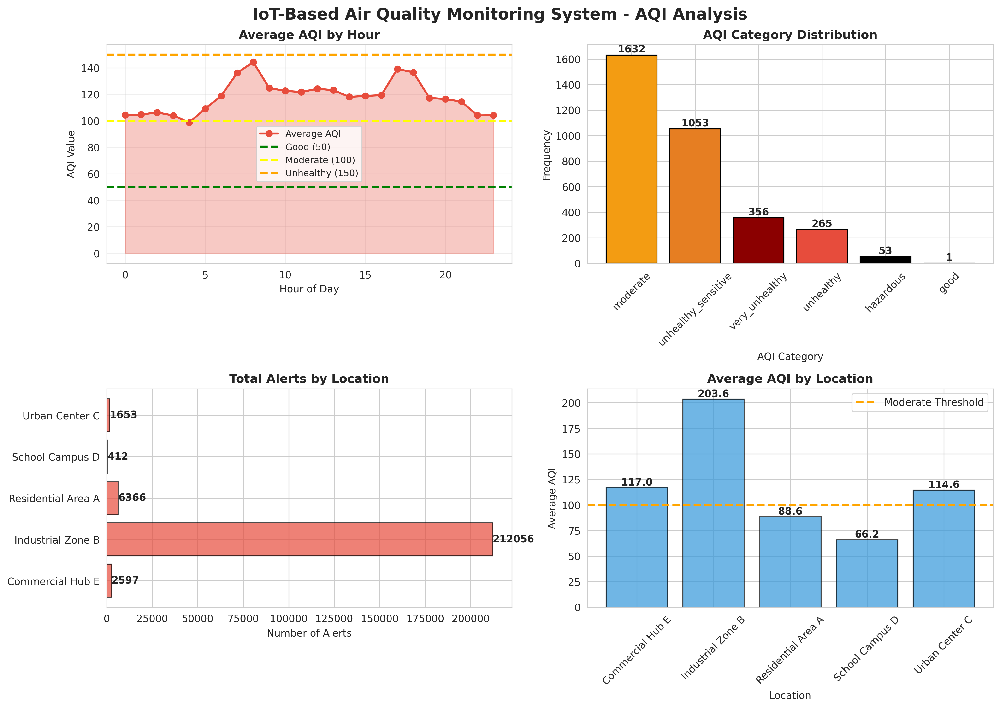 IoT-Based Air Quality Monitoring System - AQI Analysis
Average AQI by Hour
AQI Value
140
120
100
80
60
40
20
0
Average AQI
Good (50)
Moderate (100)
Unhealthy (150)
0 5 10 15 20
Hour of Day
AQI Category Distribution
Frequency
1600
1400
1200
1000
800
600
400
200
0
1632
1053
356
265
53
1
moderate
unhealthy_sensitive
very_unhealthy
unhealthy
hazardous
good
AQI Category
Total Alerts by Location
Urban Center C
1653
School Campus D
412
Residential Area A
6366
Industrial Zone B
212056
Commercial Hub E
2597
0 25000 50000 75000 100000 125000 150000 175000 200000
Number of Alerts
Average AQI by Location
Average AQI
200
175
150
125
100
75
50
25
0
Moderate Threshold
117.0
203.6
88.6
66.2
114.6
Commercial Hub E
Industrial Zone B
Residential Area A
School Campus D
Urban Center C
Location